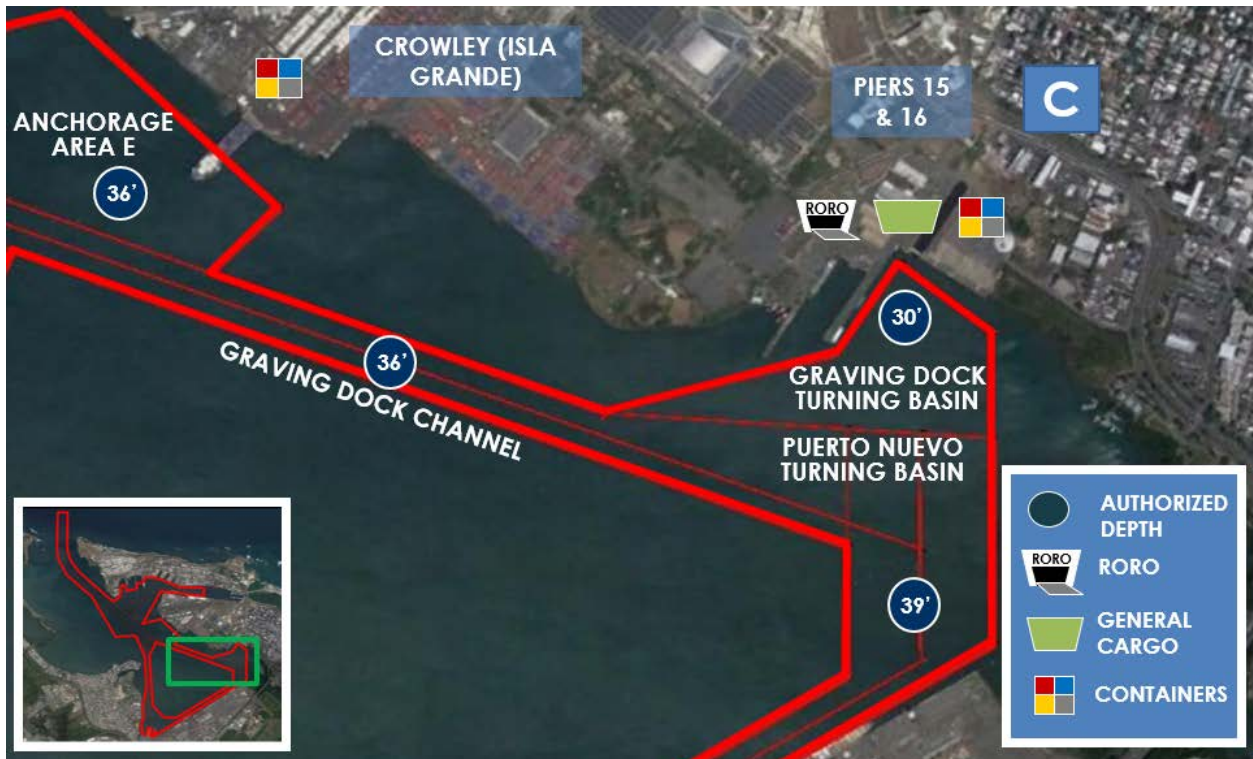 CROWLEY (ISLA
GRANDE)
PIERS 15
& 16
C
ANCHORAGE
AREA E
36’
RORO
30’
36’
GRAVING DOCK CHANNEL
GRAVING DOCK
TURNING BASIN
PUERTO NUEVO
TURNING BASIN
39’
AUTHORIZED
DEPTH
RORO
RORO
GENERAL
CARGO
CONTAINERS